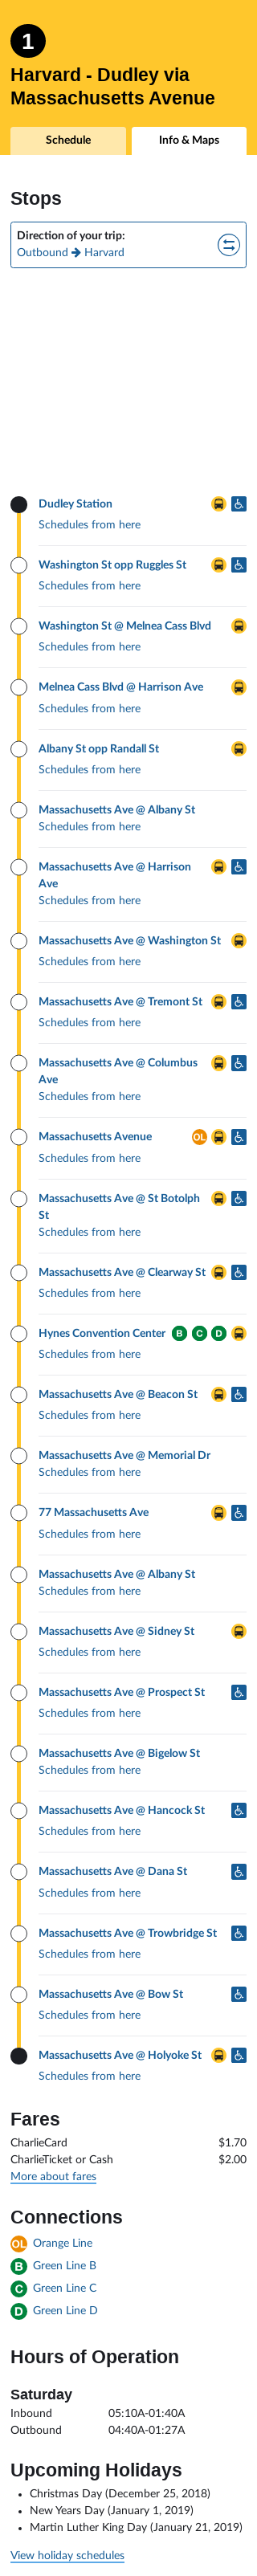 1
Harvard - Dudley via
Massachusetts Avenue
Schedule
Info & Maps
Stops
Direction of your trip:
Outbound Harvard
Dudley Station
Schedules from here
Washington St opp Ruggles St
Schedules from here
Washington St @ Melnea Cass Blvd
Schedules from here
Melnea Cass Blvd @ Harrison Ave
Schedules from here
Albany St opp Randall St
Schedules from here
Massachusetts Ave @ Albany St
Schedules from here
Massachusetts Ave @ Harrison
Ave
Schedules from here
Massachusetts Ave @ Washington St
Schedules from here
Massachusetts Ave @ Tremont St
Schedules from here
Massachusetts Ave @ Columbus
Ave
Schedules from here
Massachusetts Avenue OL
Schedules from here
Massachusetts Ave @ St Botolph
St
Schedules from here
Massachusetts Ave @ Clearway St
Schedules from here
Hynes Convention Center B C D
Schedules from here
Massachusetts Ave @ Beacon St
Schedules from here
Massachusetts Ave @ Memorial Dr
Schedules from here
77 Massachusetts Ave
Schedules from here
Massachusetts Ave @ Albany St
Schedules from here
Massachusetts Ave @ Sidney St
Schedules from here
Massachusetts Ave @ Prospect St
Schedules from here
Massachusetts Ave @ Bigelow St
Schedules from here
Massachusetts Ave @ Hancock St
Schedules from here
Massachusetts Ave @ Dana St
Schedules from here
Massachusetts Ave @ Trowbridge St
Schedules from here
Massachusetts Ave @ Bow St
Schedules from here
Massachusetts Ave @ Holyoke St
Schedules from here
Fares
CharlieCard $1.70
CharlieTicket or Cash $2.00
More about fares
Connections
OL Orange Line
B Green Line B
C Green Line C
D Green Line D
Hours of Operation
Saturday
Inbound 05:10A-01:40A
Outbound 04:40A-01:27A
Upcoming Holidays
Christmas Day (December 25, 2018)
New Years Day (January 1, 2019)
Martin Luther King Day (January 21, 2019)
View holiday schedules